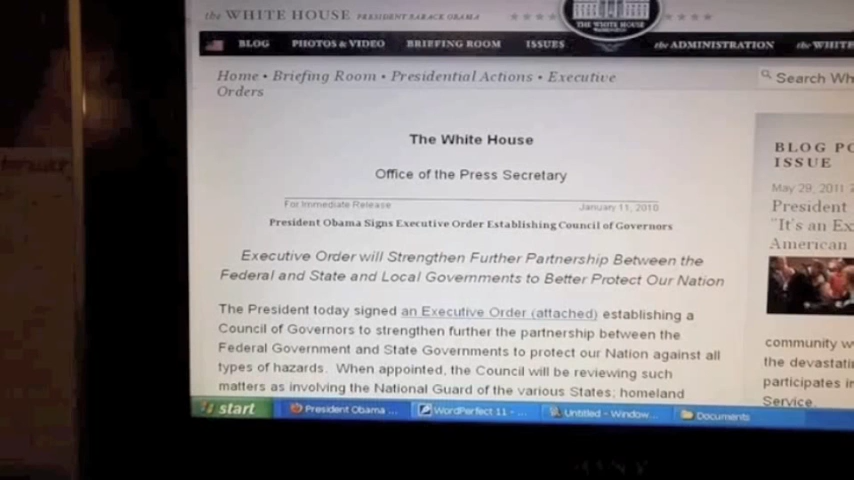 the WHITE HOUSE PRESIDENT BARACK OBAMA
THE WHITE HOUSE
BLOG PHOTOS & VIDEO BRIEFING ROOM ISSUES the ADMINISTRATION the WHITE
Home • Briefing Room • Presidential Actions • Executive
Orders
Search Wh
The White House
Office of the Press Secretary
For Immediate Release January 11, 2010
President Obama Signs Executive Order Establishing Council of Governors
Executive Order will Strengthen Further Partnership Between the
Federal and State and Local Governments to Better Protect Our Nation
The President today signed an Executive Order (attached) establishing a
Council of Governors to strengthen further the partnership between the
Federal Government and State Governments to protect our Nation against all
types of hazards. When appointed, the Council will be reviewing such
matters as involving the National Guard of the various States; homeland
BLOG PO
ISSUE
May 29, 2011
President
"It's an Ex
American
community w
the devastatin
participates in
Service.
start President Obama ... WordPerfect 11 - ... Untitled - Window... Documents
SONY